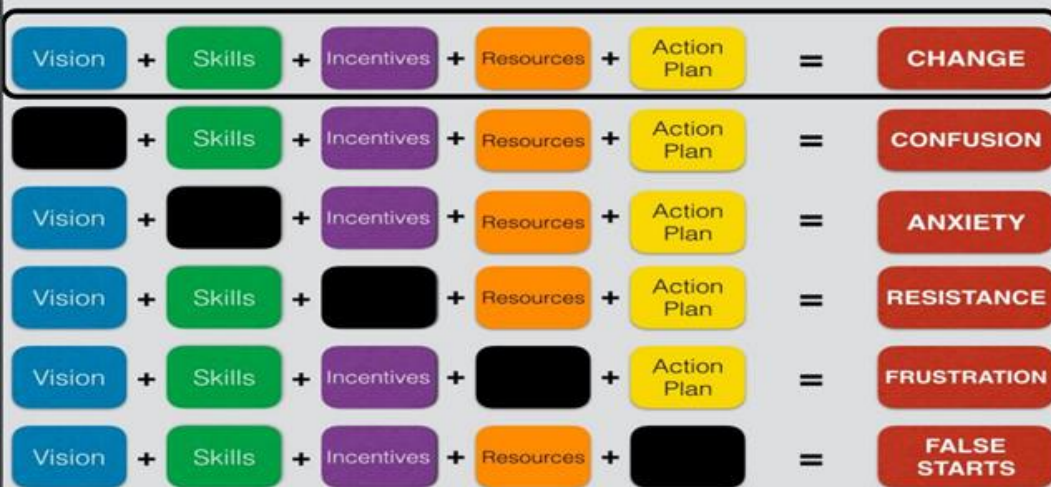 Vision + Skills + Incentives + Resources + Action Plan = CHANGE
+ Skills + Incentives + Resources + Action Plan = CONFUSION
Vision + + Incentives + Resources + Action Plan = ANXIETY
Vision + Skills + + Resources + Action Plan = RESISTANCE
Vision + Skills + Incentives + + Action Plan = FRUSTRATION
Vision + Skills + Incentives + Resources + = FALSE STARTS